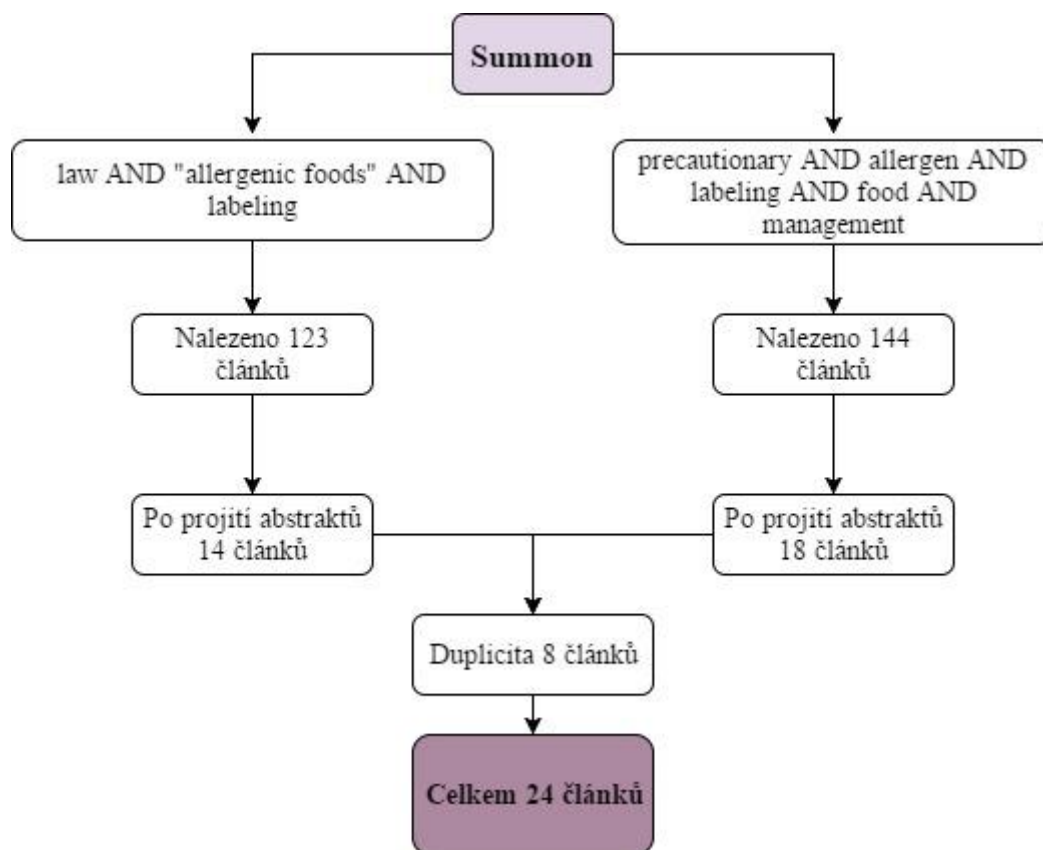 Summon
law AND "allergenic foods" AND
labeling
precautionary AND allergen AND
labeling AND food AND
management
Nalezeno 123
článků
Nalezeno 144
článků
Po projití abstraktů
14 článků
Po projití abstraktů
18 článků
Duplicita 8 článků
Celkem 24 článků